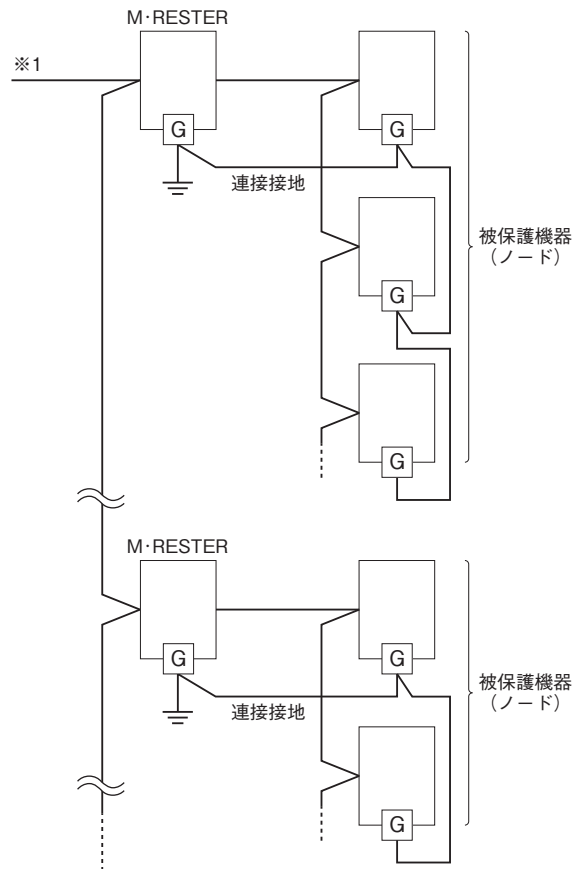 M·RESTER
※1
G
G
連接接地
被保護機器
（ノード）
G
G
M·RESTER
G
G
連接接地
被保護機器
（ノード）
G